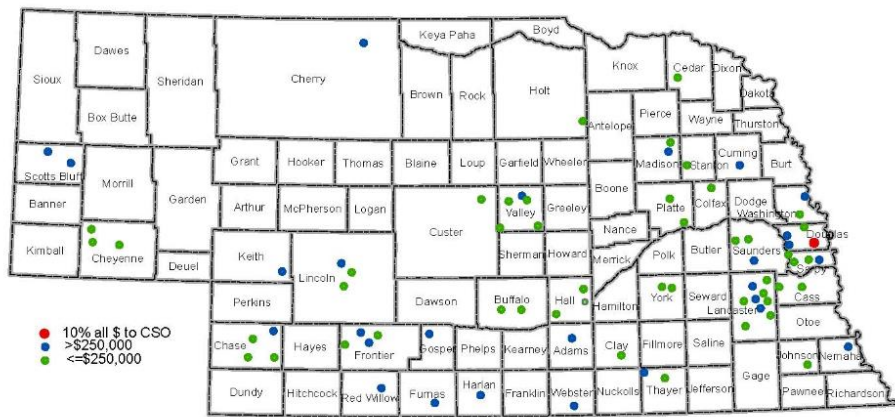 Keya Paha
Boyd
Sioux
Dawes
Sheridan
Cherry
Brown
Rock
Holt
Knox
Cedar
Dixon
Dakota
Box Butte
Antelope
Pierce
Wayne
Thurston
Scotts Bluff
Morrill
Garden
Grant
Hooker
Thomas
Blaine
Loup
Garfield
Wheeler
Madison
Stanton
Cuming
Burt
Banner
Arthur
McPherson
Logan
Custer
Valley
Greeley
Boone
Platte
Colfax
Dodge
Washington
Kimball
Cheyenne
Deuel
Keith
Lincoln
Sherman
Howard
Nance
Merrick
Polk
Butler
Saunders
Douglas
Sarpy
Perkins
Dawson
Buffalo
Hall
Hamilton
York
Seward
Lancaster
Cass
Otoe
10% all $ to CSO
>$250,000
<=$250,000
Chase
Hayes
Frontier
Gosper
Phelps
Kearney
Adams
Clay
Fillmore
Saline
Johnson
Nemaha
Dundy
Hitchcock
Red Willow
Furnas
Harlan
Franklin
Webster
Nuckolls
Thayer
Jefferson
Gage
Pawnee
Richardson